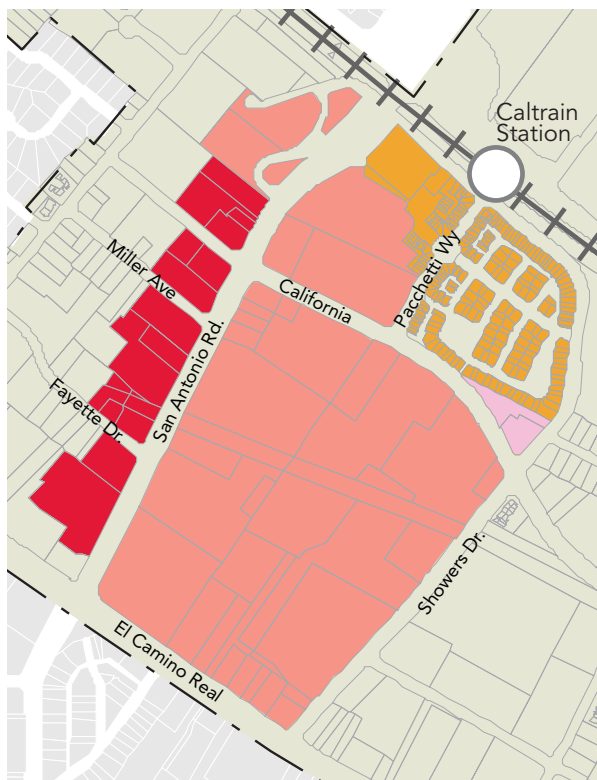 Caltrain
Station
Pacchetti Wy
Miller Ave
California
San Antonio Rd.
Fayette Dr.
Showers Dr.
El Camino Real